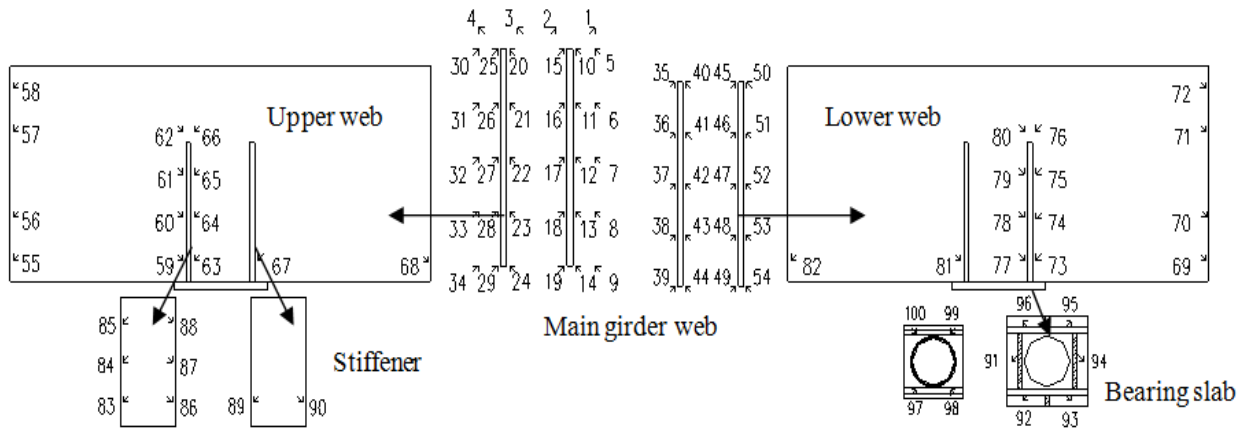 4 3 2 1
30 25 20 15 10 5 35 40 45 50
58 72
31 26 21 16 11 6 36 41 46 51
Upper web Lower web
57 62 66 80 76 71
32 27 22 17 12 7 37 42 47 52
61 65 79 75
33 28 23 18 13 8 38 43 48 53
56 60 64 78 74 70
55 59 63 67 68 82 81 77 73 69
34 29 24 19 14 9 39 44 49 54
Main girder web
96 95
100 99
85 88
84 87 Stiffener 91 94
Bearing slab
83 86 89 90 97 98 92 93